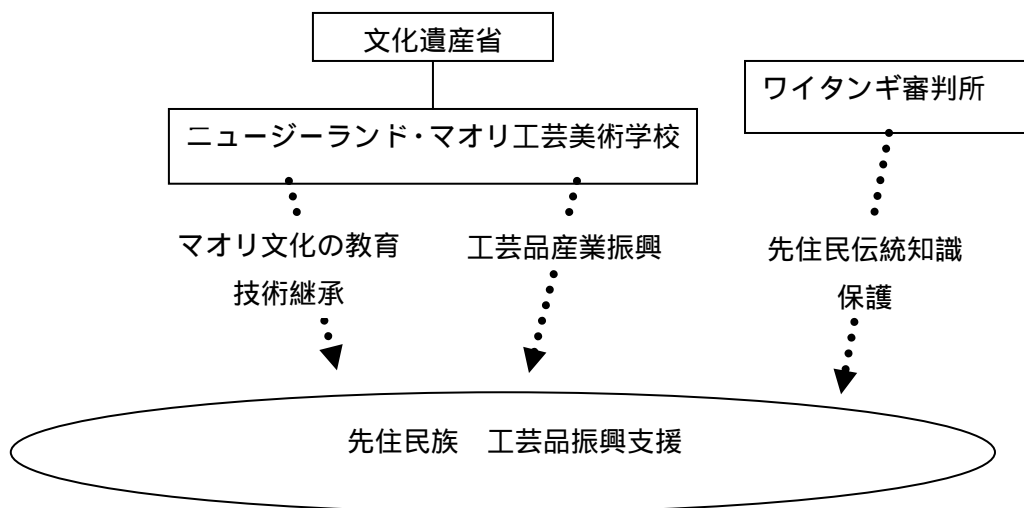 文化遺産省
ワイタンギ審判所
ニュージーランド・マオリ工芸美術学校
マオリ文化の教育
技術継承
工芸品産業振興
先住民伝統知識
保護
先住民族　工芸品振興支援